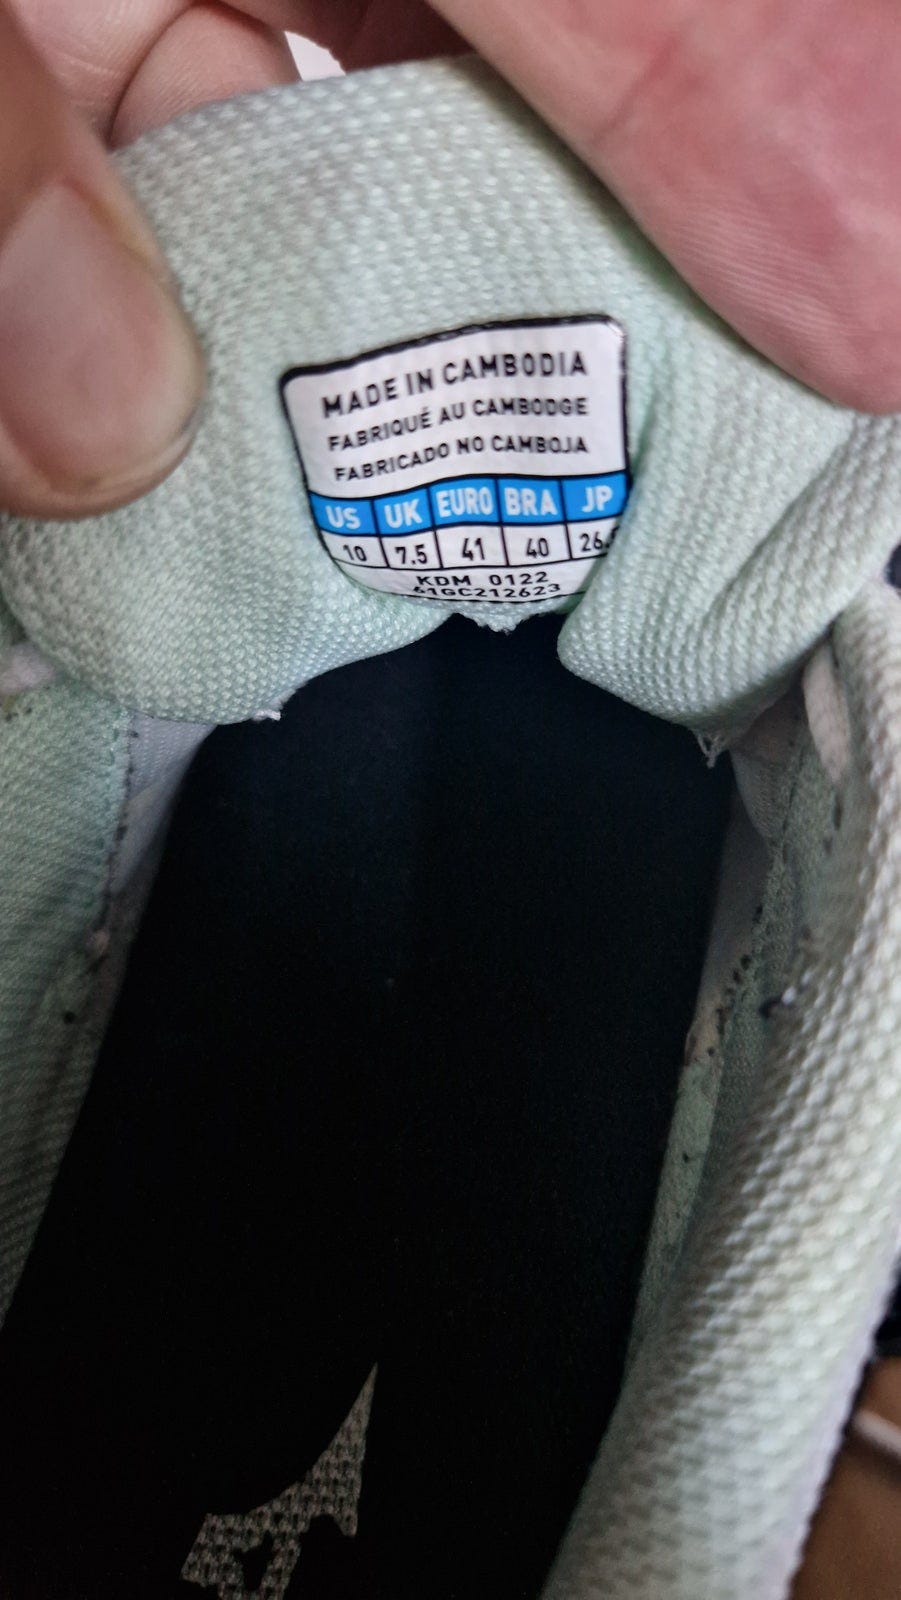 MADE IN CAMBODIA
FABRIQUÉ AU CAMBODGE
FABRICADO NO CAMBOJA
US UK EURO BRA JP
10 7.5 41 40
KDM 0122
61GC212623